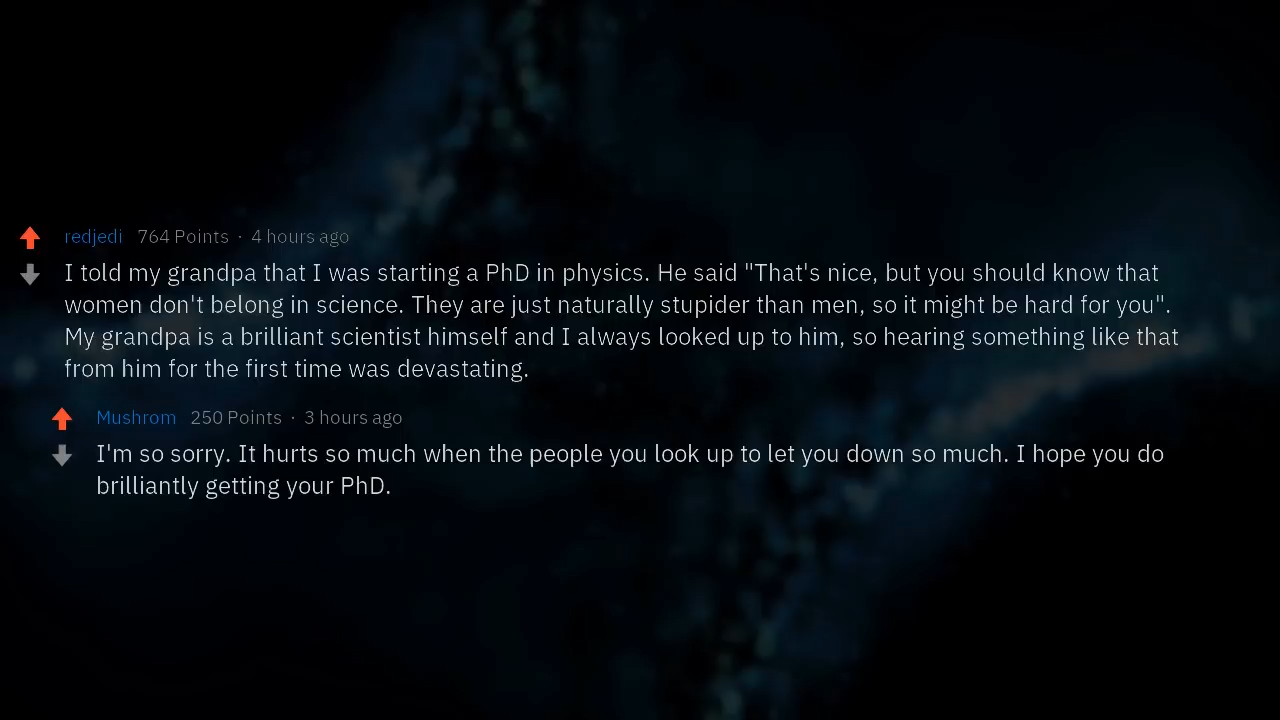 redjedi 764 Points · 4 hours ago
I told my grandpa that I was starting a PhD in physics. He said "That's nice, but you should know that
women don't belong in science. They are just naturally stupider than men, so it might be hard for you".
My grandpa is a brilliant scientist himself and I always looked up to him, so hearing something like that
from him for the first time was devastating.
Mushrom 250 Points · 3 hours ago
I'm so sorry. It hurts so much when the people you look up to let you down so much. I hope you do
brilliantly getting your PhD.